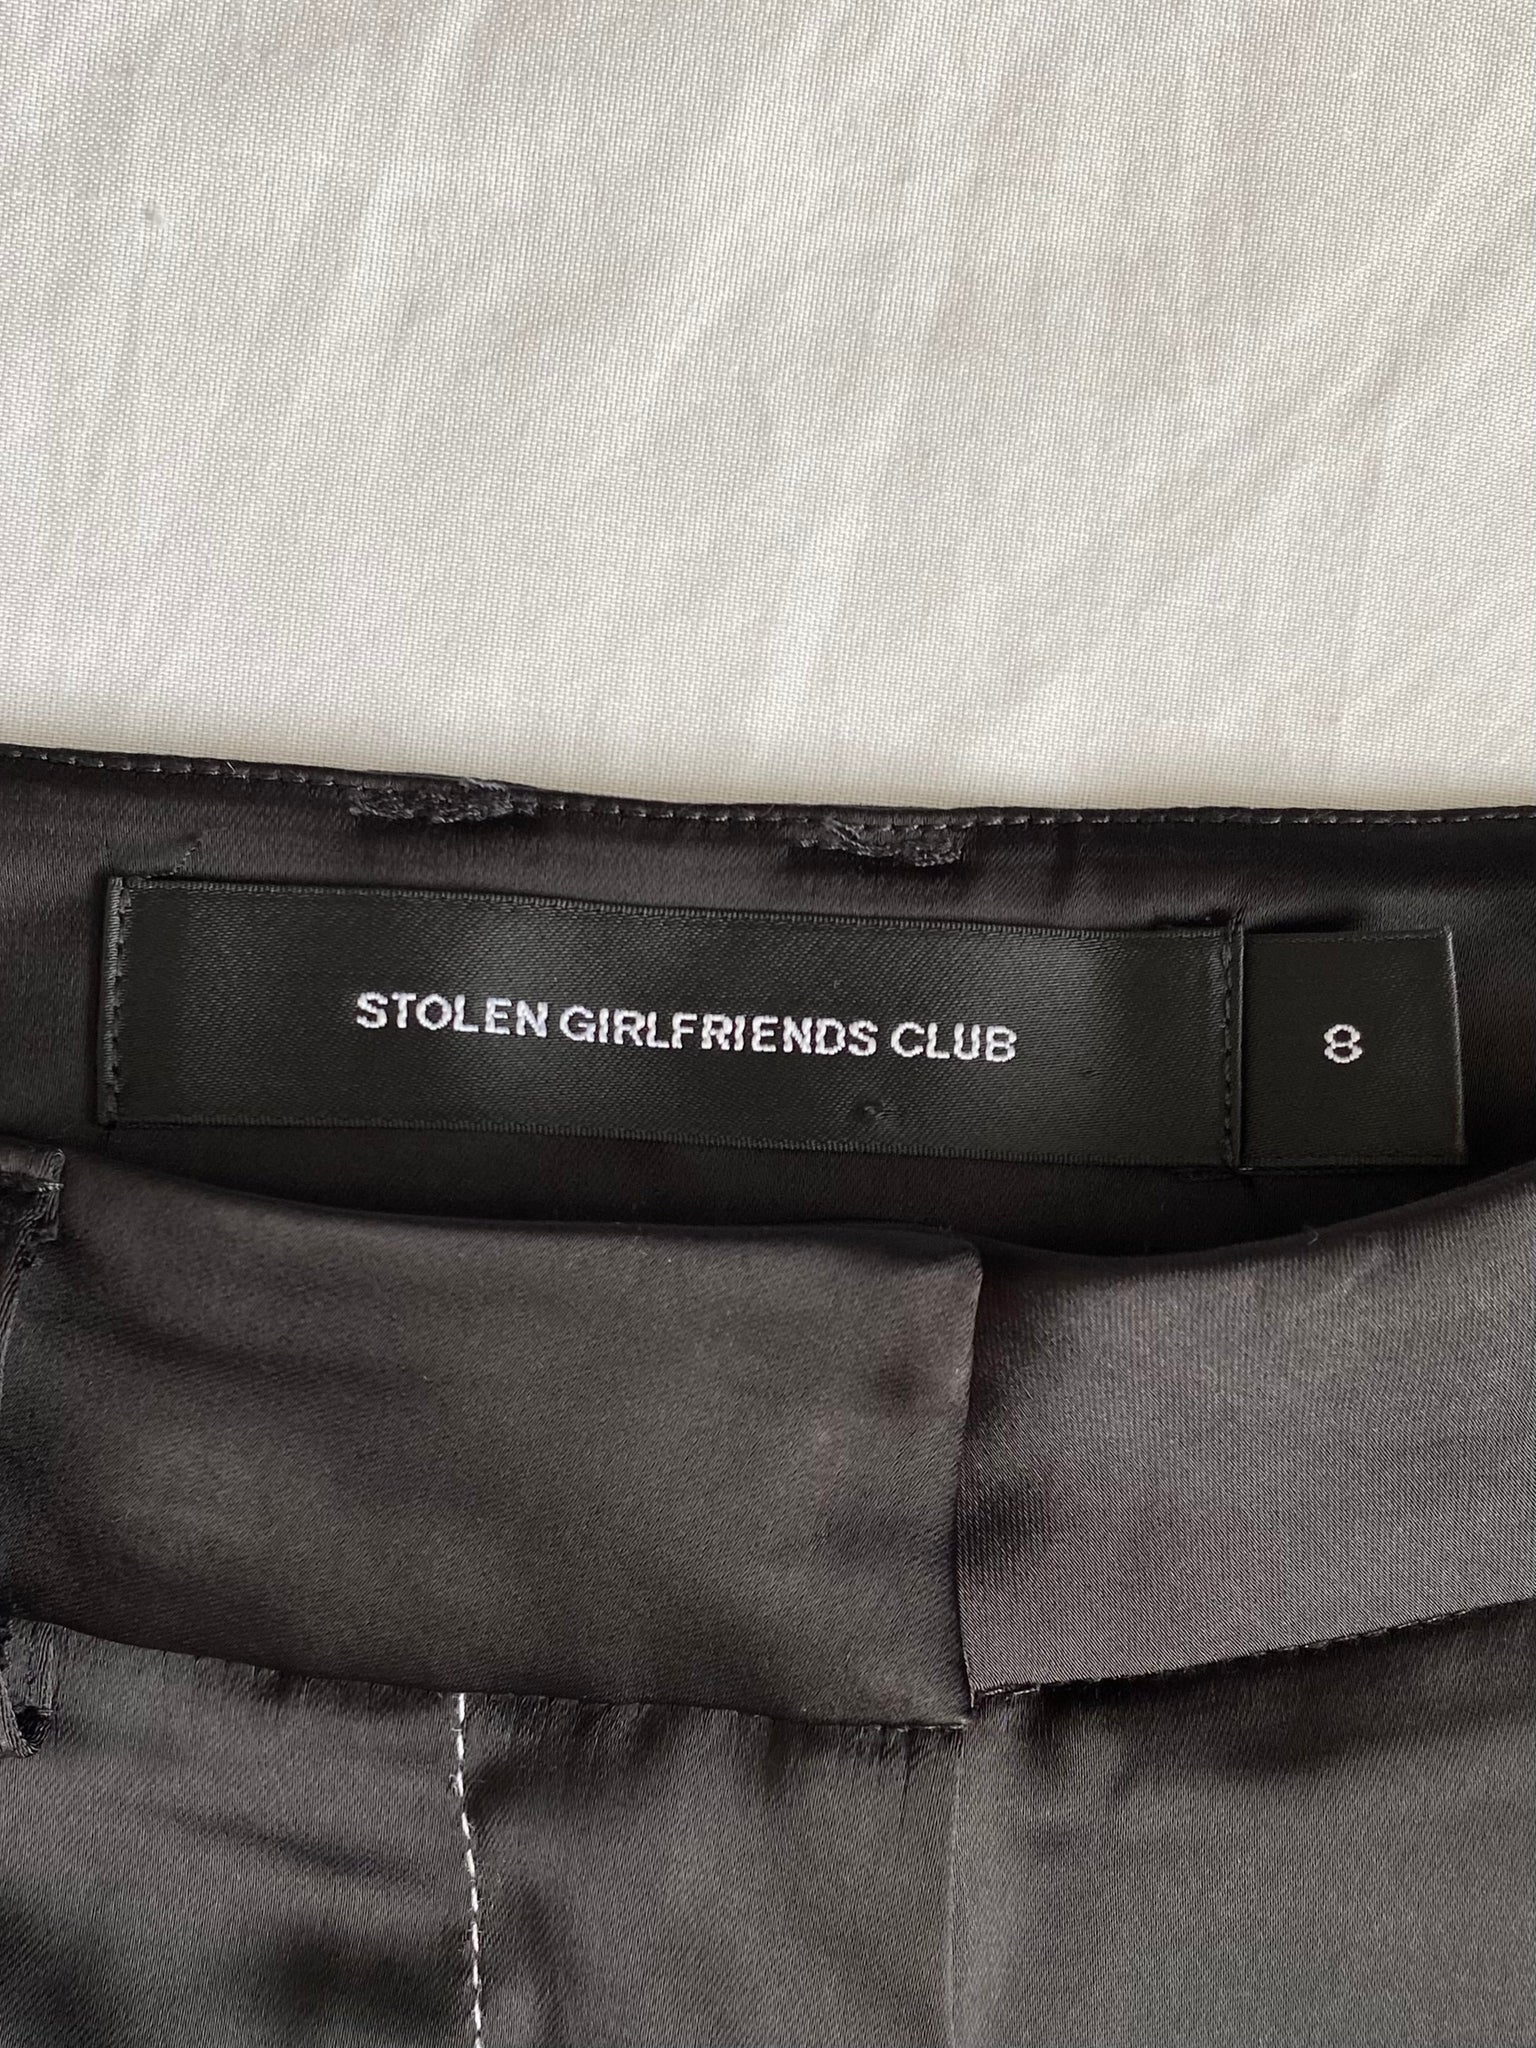 STOLEN GIRLFRIENDS CLUB
8